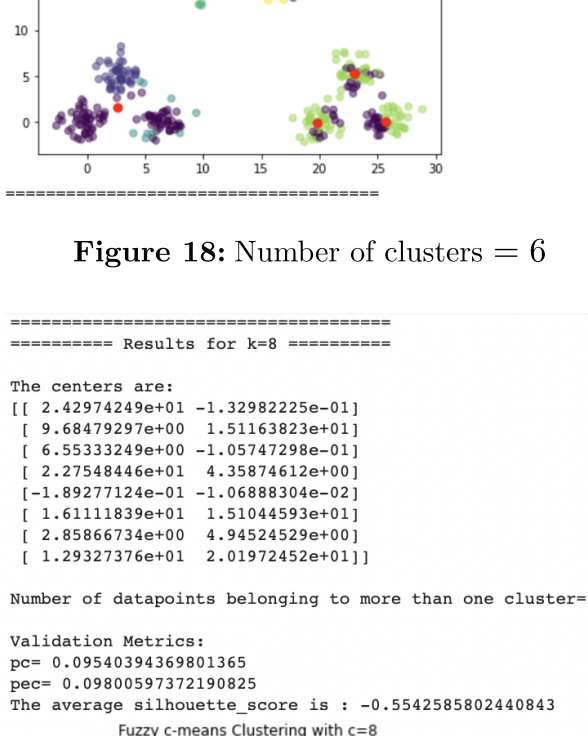 10
5
0
0 5 10 15 20 25 30
====================================
Figure 18: Number of clusters = 6
=====================================
========== Results for k=8 ==========
The centers are:
[[ 2.42974249e+01 -1.32982225e-01]
[ 9.68479297e+00 1.51163823e+01]
[ 6.55333249e+00 -1.05747298e-01]
[ 2.27548446e+01 4.35874612e+00]
[-1.89277124e-01 -1.06888304e-02]
[ 1.61111839e+01 1.51044593e+01]
[ 2.85866734e+00 4.94524529e+00]
[ 1.29327376e+01 2.01972452e+01]]
Number of datapoints belonging to more than one cluster=
Validation Metrics:
pc= 0.09540394369801365
pec= 0.09800597372190825
The average silhouette_score is : -0.5542585802440843
Fuzzy c-means Clustering with c=8